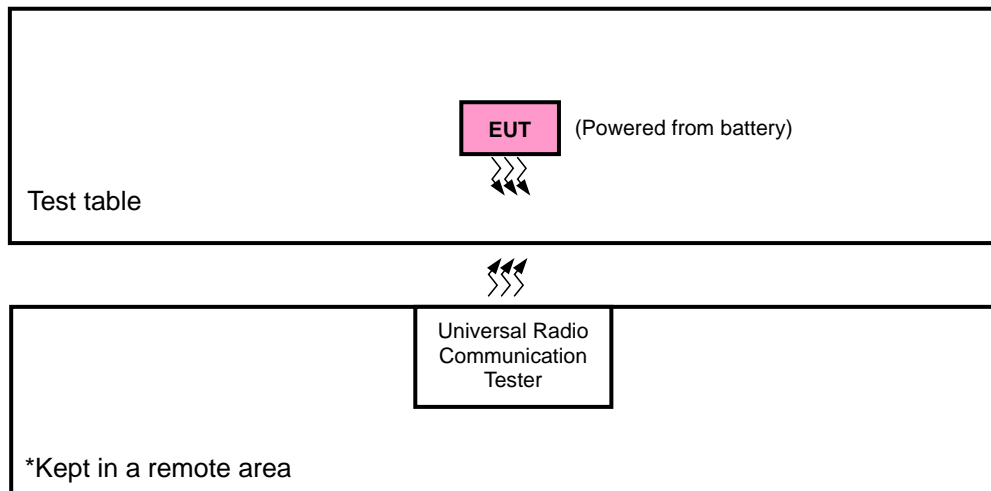 EUT
(Powered from battery)
Test table
Universal Radio
Communication
Tester
*Kept in a remote area